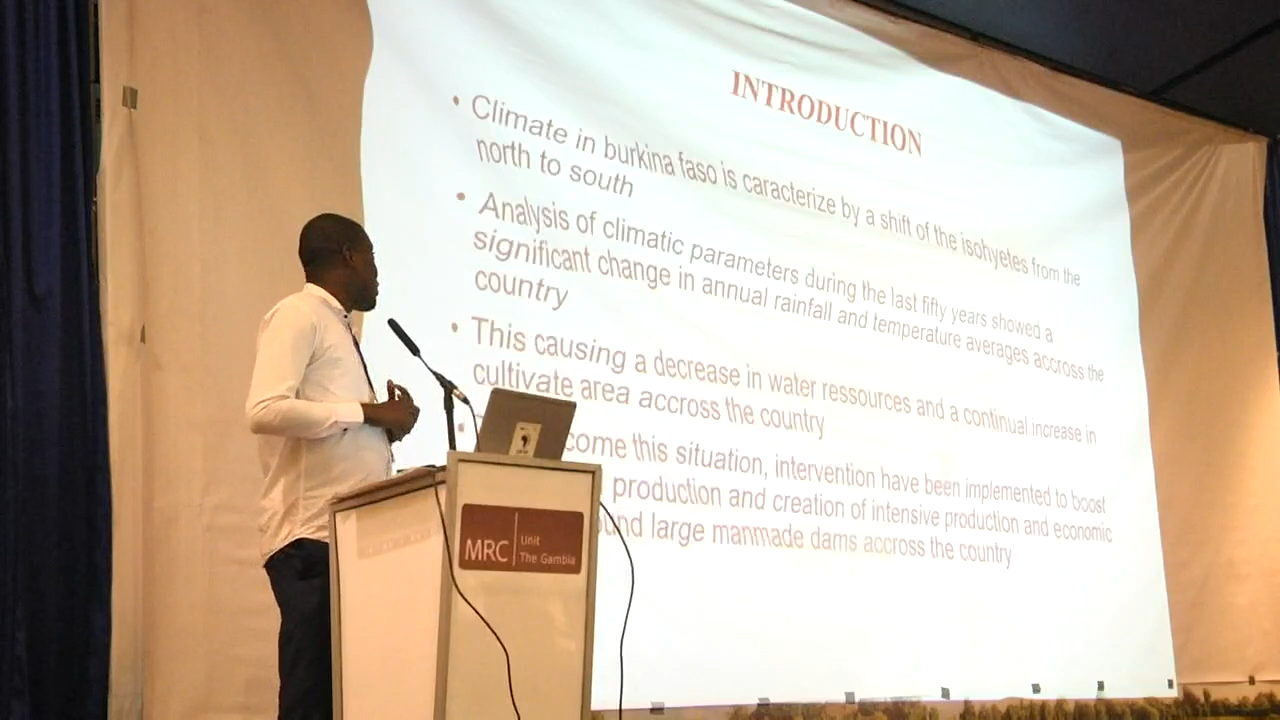 INTRODUCTION
• Climate in burkina faso is caracterize by a shift of the isohyetes from the
north to south
• Analysis of climatic parameters during the last fifty years showed a
significant change in annual rainfall and temperature averages accross the
country
• This causing a decrease in water ressources and a continual increase in
cultivate area accross the country
come this situation, intervention have been implemented to boost
production and creation of intensive production and economic
large manmade dams accross the country
MRC Unit
The Gambia